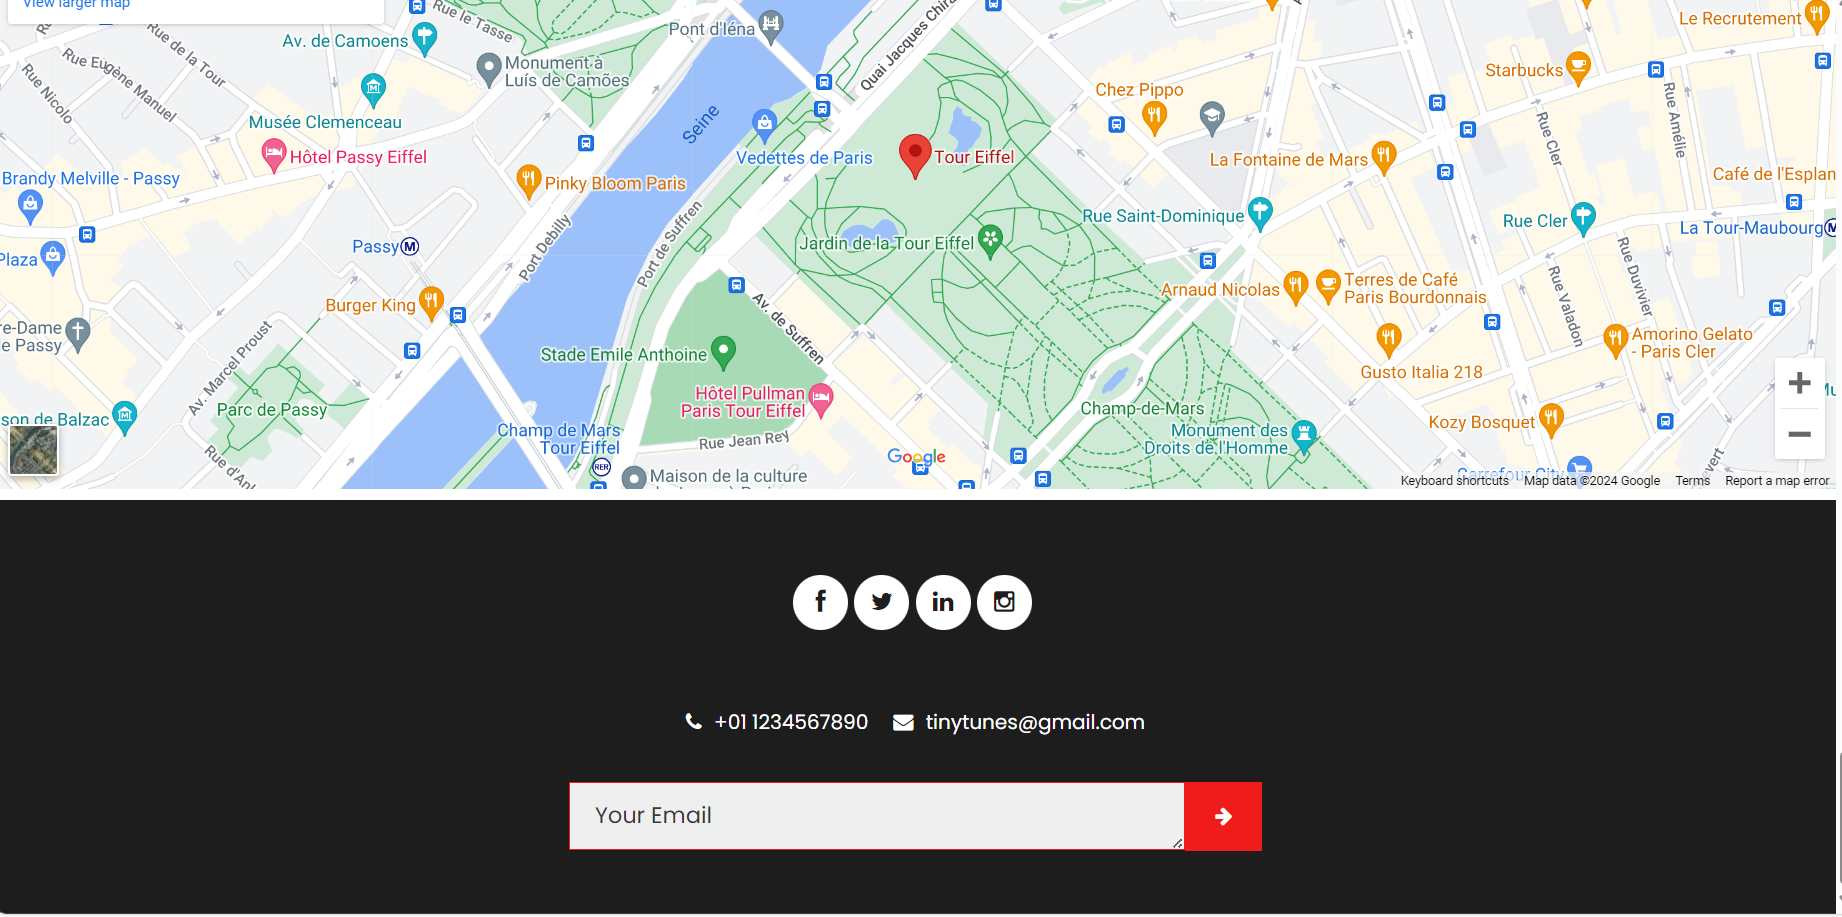 View larger map
Rue le Tasse
Pont d'Iéna
Quai Jacques Chira
Le Recrutement
Av. de Camoens
Rue de la Tour
Rue Eugène Manuel
Rue Nicolo
Monument à
Luís de Camões
Starbucks
Chez Pippo
Rue Amélie
Musée Clemenceau
Seine
Rue Cler
Hôtel Passy Eiffel
Vedettes de Paris
Tour Eiffel
La Fontaine de Mars
Brandy Melville - Passy
Pinky Bloom Paris
Café de l'Esplan
Rue Saint-Dominique
Rue Cler
La Tour-Maubourg
M
Passy
M
Port Debilly
Port de Suffren
Jardin de la Tour Eiffel
Plaza
Rue Duvivier
Burger King
Av. de Suffren
Arnaud Nicolas
Terres de Café
Paris Bourdonnais
Rue Valadon
re-Dame
e Passy
Av. Marcel Proust
Stade Emile Anthoine
Amorino Gelato
- Paris Cler
Gusto Italia 218
Hôtel Pullman
Paris Tour Eiffel
Parc de Passy
son de Balzac
Champ-de-Mars
Kozy Bosquet
Champ de Mars
Tour Eiffel
RER
Rue Jean Rey
Monument des
Droits de l'Homme
Rue d'Ank
Google
Maison de la culture
Carrefour City
vert
Keyboard shortcuts Map data ©2024 Google Terms Report a map error
f in
+01 1234567890 tinytunes@gmail.com
Your Email